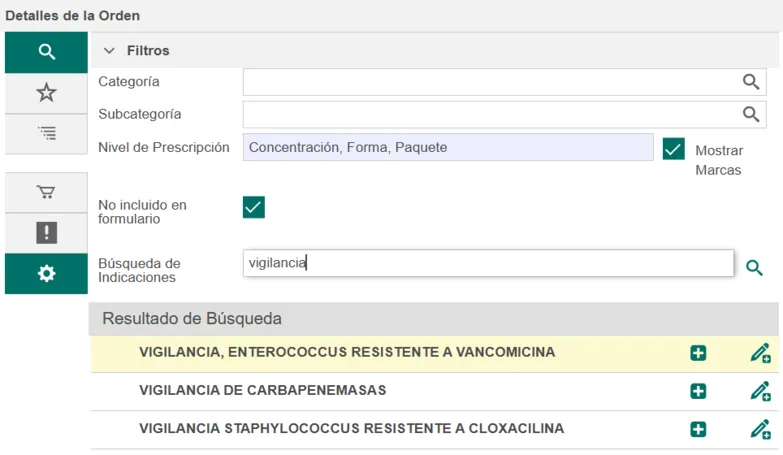 Detalles de la Orden
Filtros
Categoría
Subcategoría
Nivel de Prescripción
Concentración, Forma, Paquete
Mostrar
Marcas
No incluido en
formulario
Búsqueda de
Indicaciones
vigilancia
Resultado de Búsqueda
VIGILANCIA, ENTEROCOCCUS RESISTENTE A VANCOMICINA
VIGILANCIA DE CARBAPENEMASAS
VIGILANCIA STAPHYLOCOCCUS RESISTENTE A CLOXACILINA